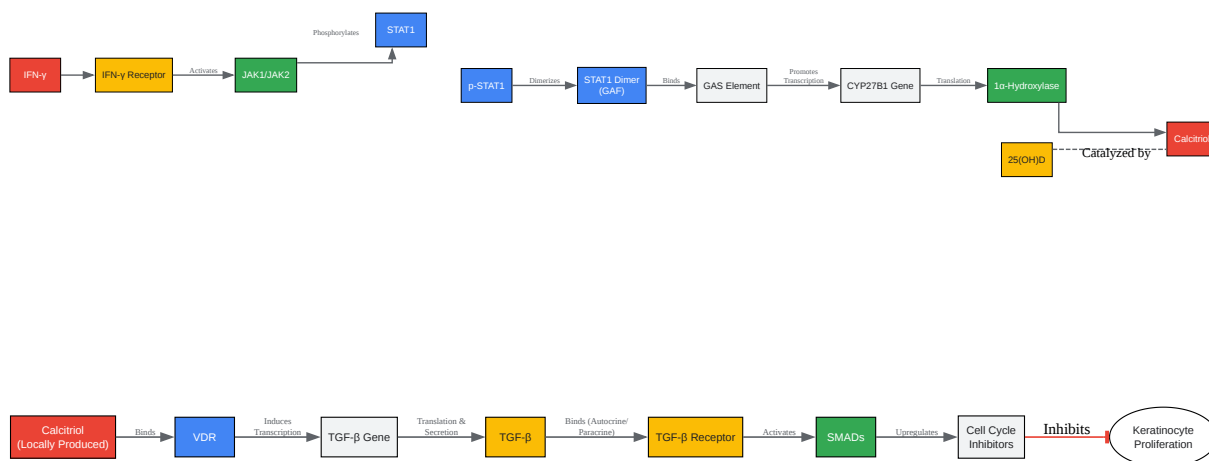 STAT1
Phosphorylates
IFN-γ
IFN-γ Receptor
Activates
JAK1/JAK2
p-STAT1
Dimerizes
STAT1 Dimer
(GAF)
Binds
GAS Element
Promotes
Transcription
CYP27B1 Gene
Translation
1α-Hydroxylase
Calcitriol
25(OH)D
Catalyzed by
Calcitriol
(Locally Produced)
Binds
VDR
Induces
Transcription
TGF-β Gene
Translation &
Secretion
TGF-β
Binds (Autocrine/
Paracrine)
TGF-β Receptor
Activates
SMADs
Upregulates
Cell Cycle
Inhibitors
Inhibits
Keratinocyte
Proliferation